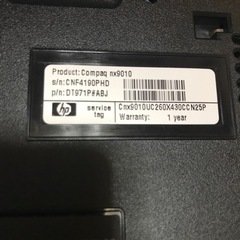 Product: Compaq nx9010
s/n: CNF4190PHD
p/n: DT971P#ABJ
hp
service tag
Cnx9010UC260X430CCN25P
Warranty: 1 year